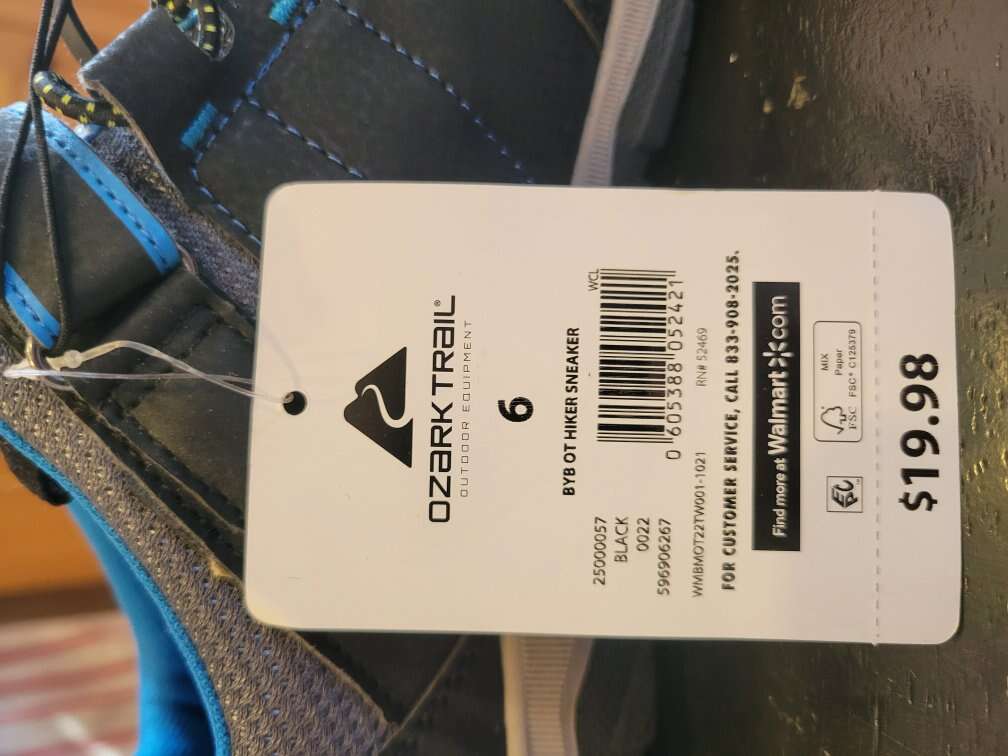 OZARK TRAIL®
OUTDOOR EQUIPMENT
6
BYB OT HIKER SNEAKER
25000057
BLACK
0022
596906267
WCL
0 605388 052421
WMBMOT22TW001-1021 RN# 52469
FOR CUSTOMER SERVICE, CALL 833-908-2025.
Find more at Walmart.com
FSC
MIX
Paper
FSC® C125379
$19.98